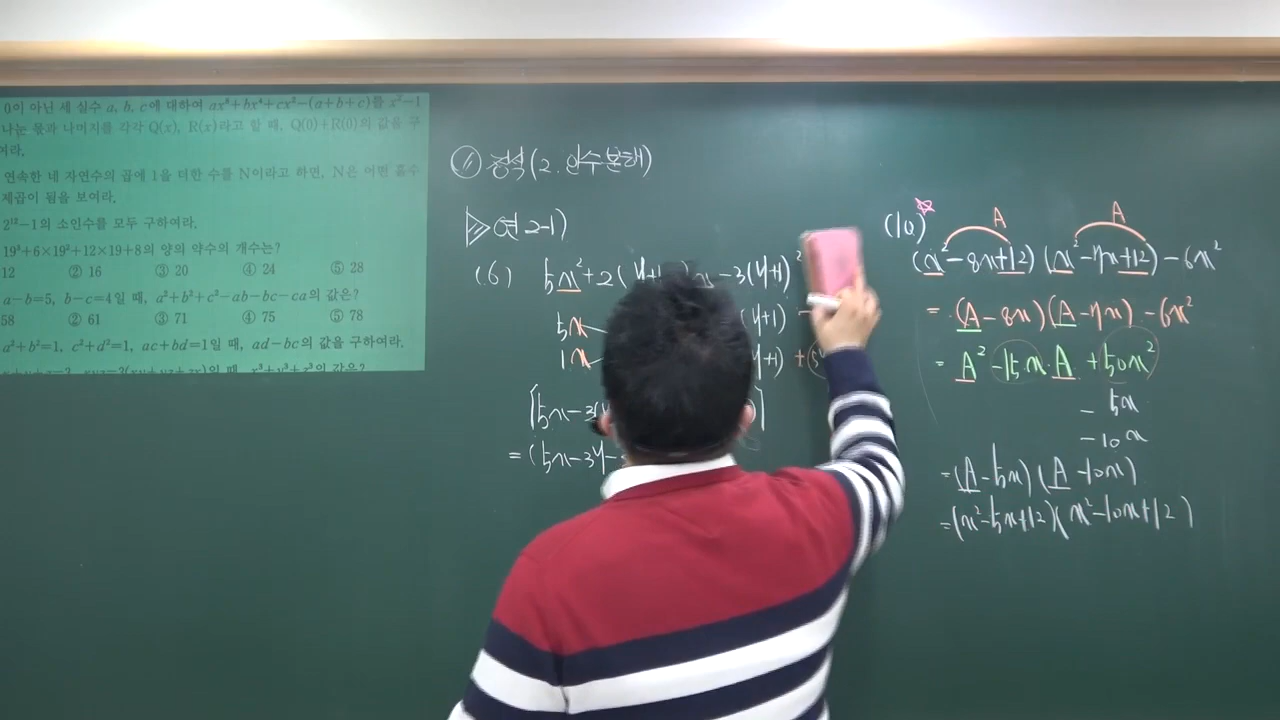 0이 아닌 세 실수 a, b, c에 대하여 ax⁶+bx⁴+cx²-(a+b+c)를 x²-1
나눈 몫과 나머지를 각각 Q(x), R(x)라고 할 때, Q(0)+R(0)의 값을 구
여라.
연속한 네 자연수의 곱에 1을 더한 수를 N이라고 하면, N은 어떤 홀수
제곱이 됨을 보여라.
2¹²-1의 소인수를 모두 구하여라.
19³+6×19²+12×19+8의 양의 약수의 개수는?
12 ② 16 ③ 20 ④ 24 ⑤ 28
a-b=5, b-c=4일 때, a²+b²+c²-ab-bc-ca의 값은?
58 ② 61 ③ 71 ④ 75 ⑤ 78
a²+b²=1, c²+d²=1, ac+bd=1일 때, ad-bc의 값을 구하여라.
정석(2. 인수분해)
연 2-1)
(6) 5x²+2(y+1)x-3(y+1)²
5x (y+1)
1x (y+1)
[5x-3( ]
=(5x-3y-
(10)
A A
(x²-8x+12)(x²-7x+12)-6x²
=(A-8x)(A-7x)-6x²
=A²-15x·A+50x²
-5x
-10x
=(A-5x)(A-10x)
=(x²-5x+12)(x²-10x+12)